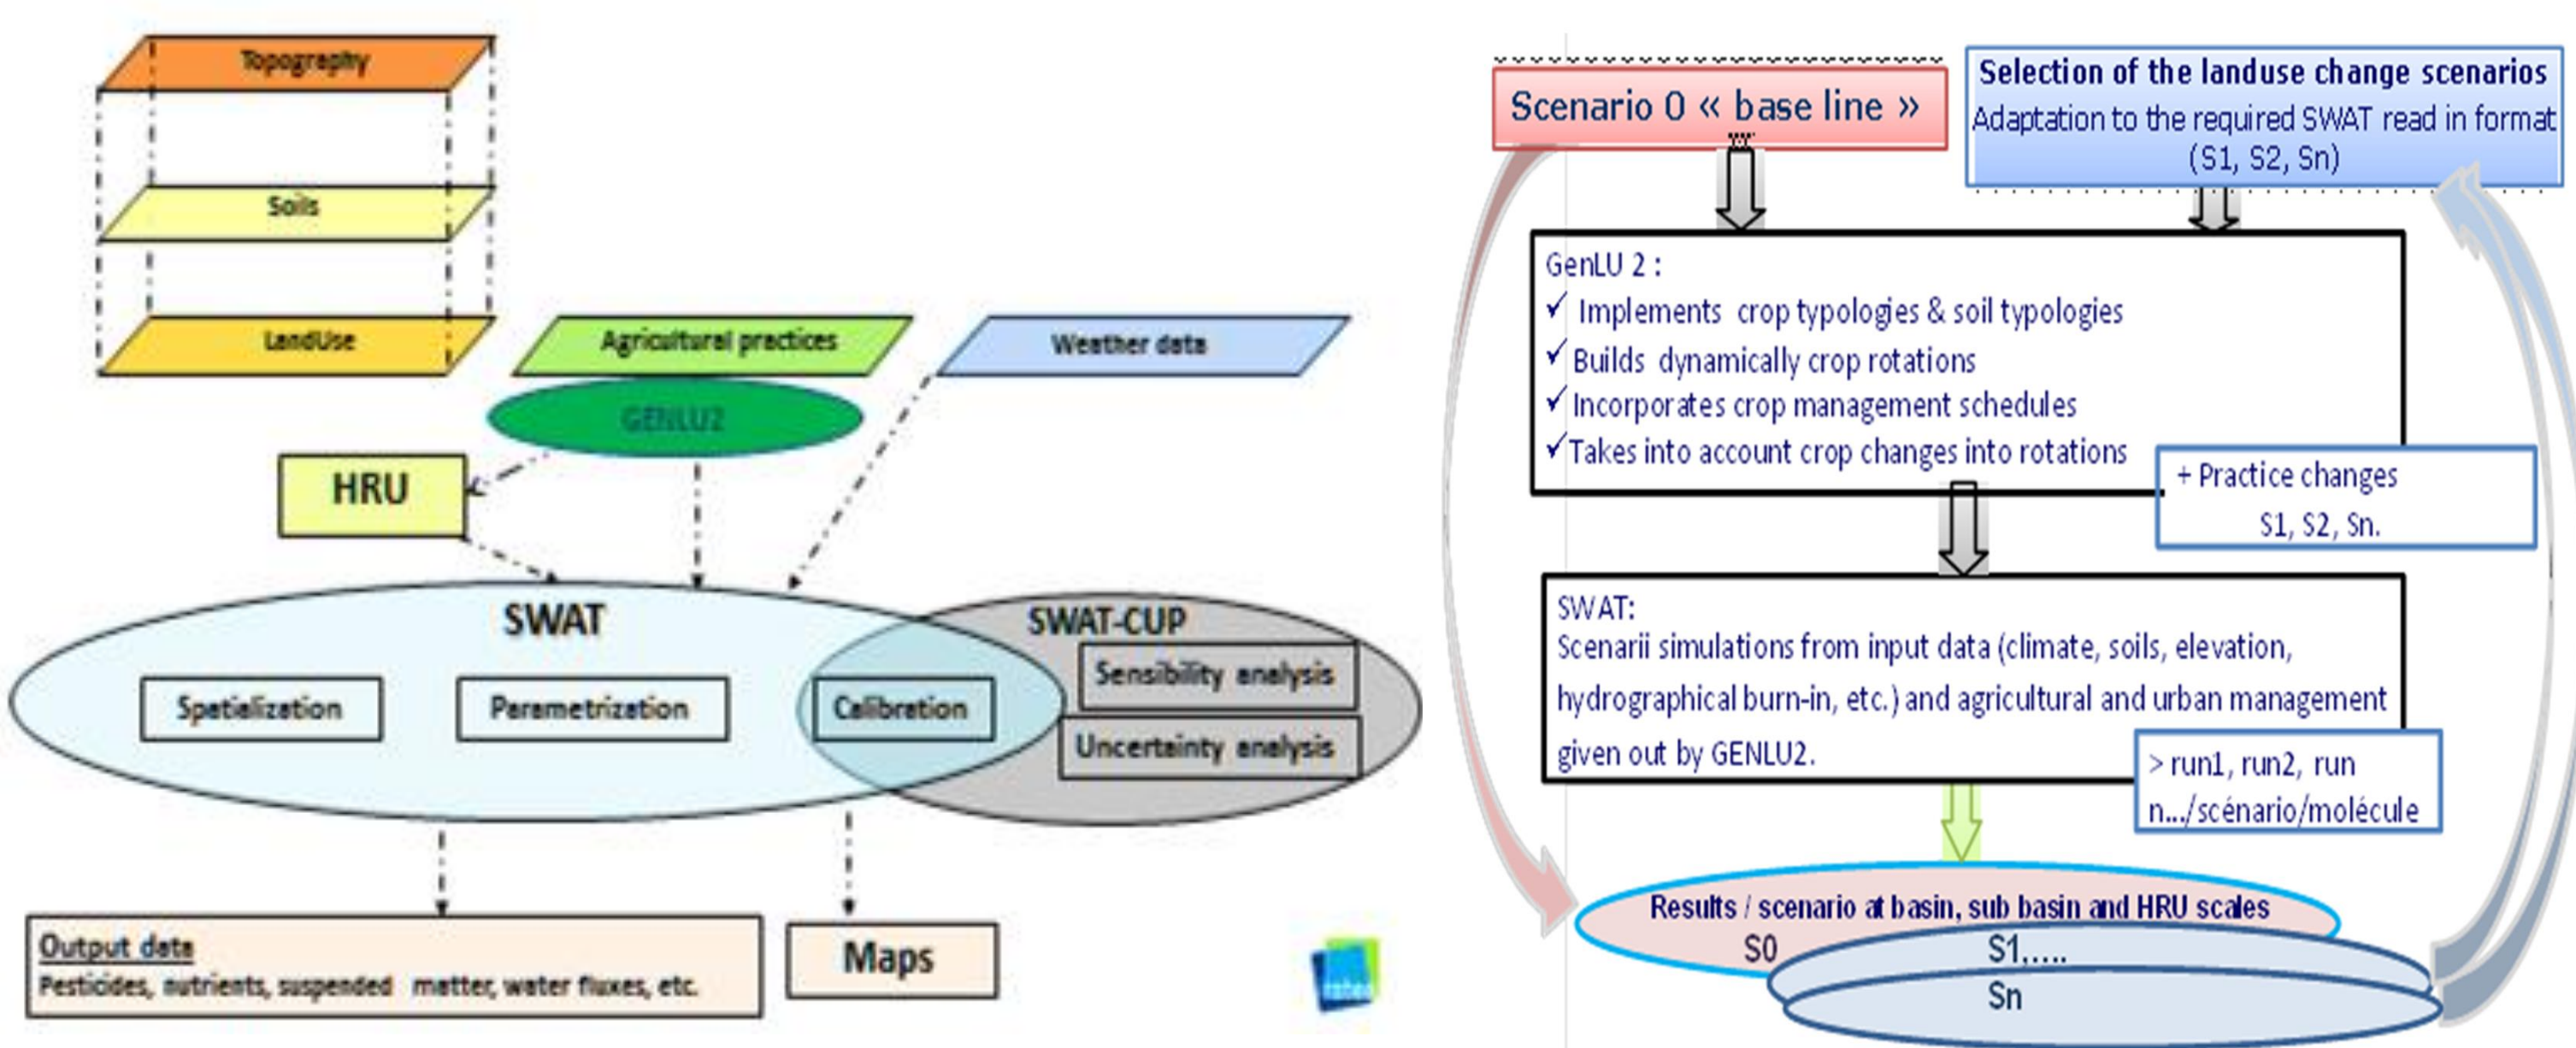 Topography
Soils
LandUse
Agricultural practices
Weather data
GENLU2
HRU
SWAT
SWAT-CUP
Spatialization
Parametrization
Calibration
Sensibility analysis
Uncertainty analysis
Output data
Pesticides, nutrients, suspended matter, water fluxes, etc.
Maps
Scenario 0 « base line »
Selection of the landuse change scenarios
Adaptation to the required SWAT read in format
(S1, S2, Sn)
GenLU 2 :
✓ Implements crop typologies & soil typologies
✓ Builds dynamically crop rotations
✓ Incorporates crop management schedules
✓ Takes into account crop changes into rotations
+ Practice changes
S1, S2, Sn.
SWAT:
Scenarii simulations from input data (climate, soils, elevation,
hydrographical burn-in, etc.) and agricultural and urban management
given out by GENLU2.
> run1, run2, run
n.../scénario/molécule
Results / scenario at basin, sub basin and HRU scales
S0
S1,....
Sn